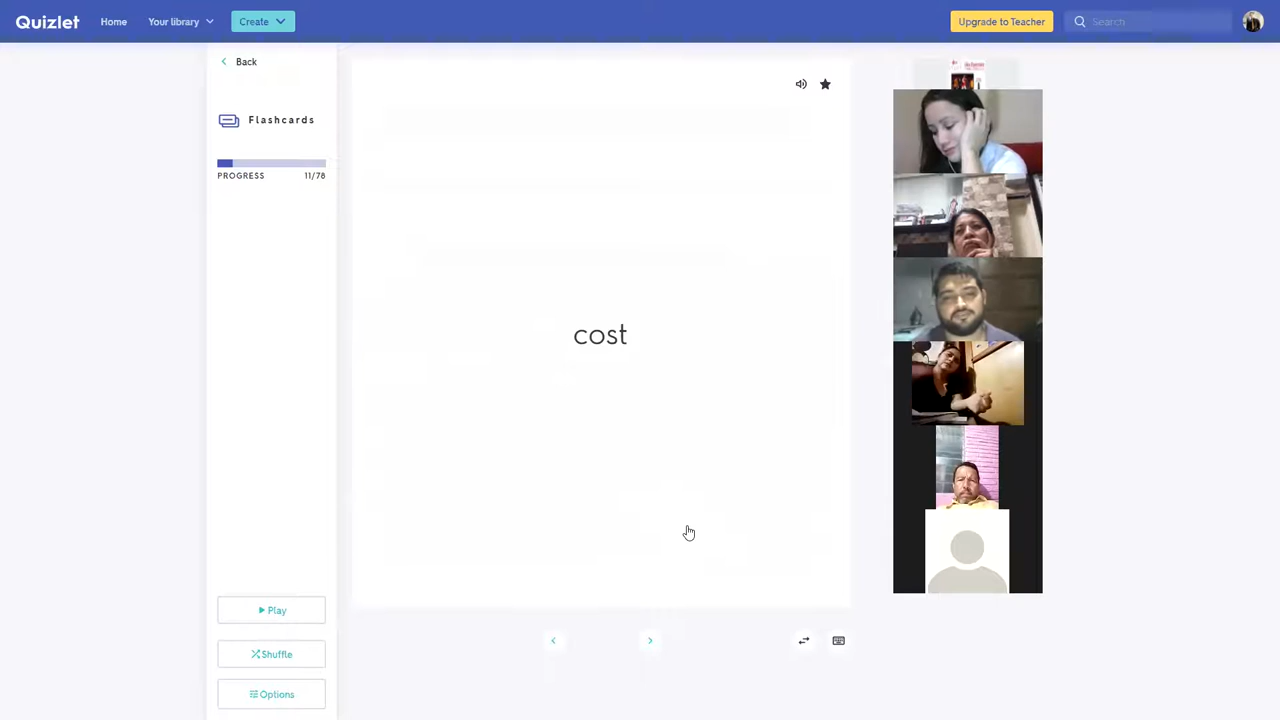 Quizlet Home Your library Create Upgrade to Teacher Search
Back
Flashcards
PROGRESS 11/78
cost
Play
Shuffle
Options